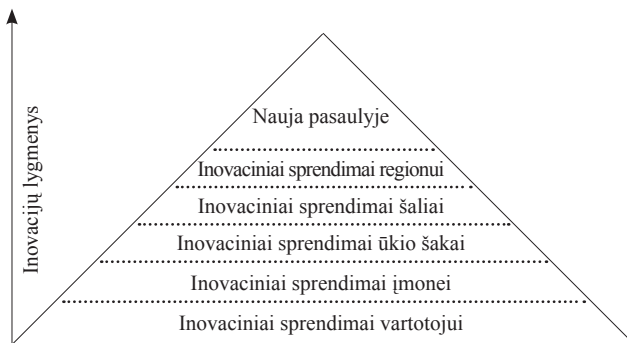 Inovacijų lygmenys
Nauja pasaulyje
Inovaciniai sprendimai regionui
Inovaciniai sprendimai šaliai
Inovaciniai sprendimai ūkio šakai
Inovaciniai sprendimai įmonei
Inovaciniai sprendimai vartotojui